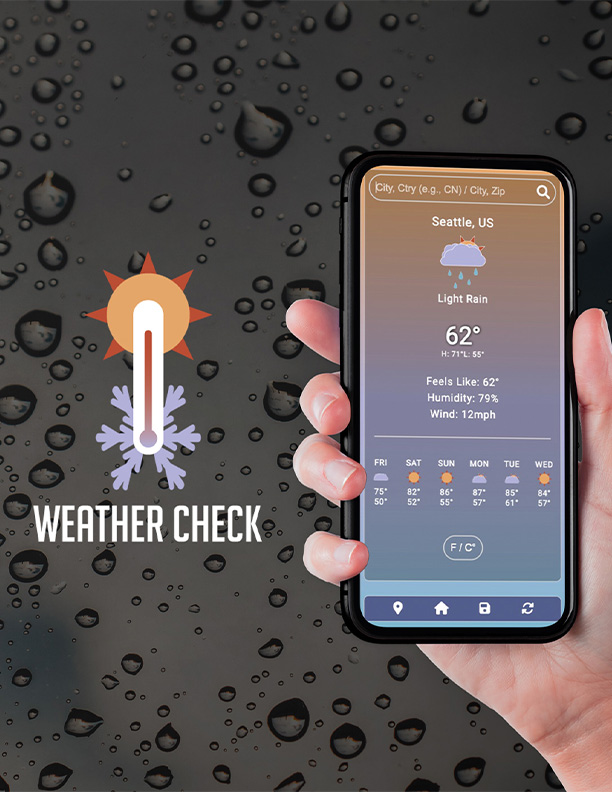 City, Ctry (e.g., CN) / City, Zip
Seattle, US
Light Rain
62°
H: 71° L: 55°
Feels Like: 62°
Humidity: 79%
Wind: 12mph
FRI SAT SUN MON TUE WED
75° 82° 86° 87° 85° 84°
50° 52° 55° 57° 61° 57°
F / C°
WEATHER CHECK